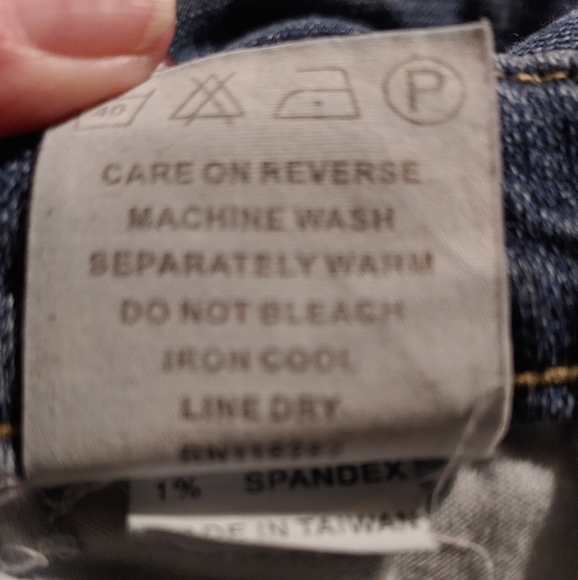 40 P
CARE ON REVERSE
MACHINE WASH
SEPARATELY WARM
DO NOT BLEACH
IRON COOL
LINE DRY
1% SPANDEX
MADE IN TAIWAN